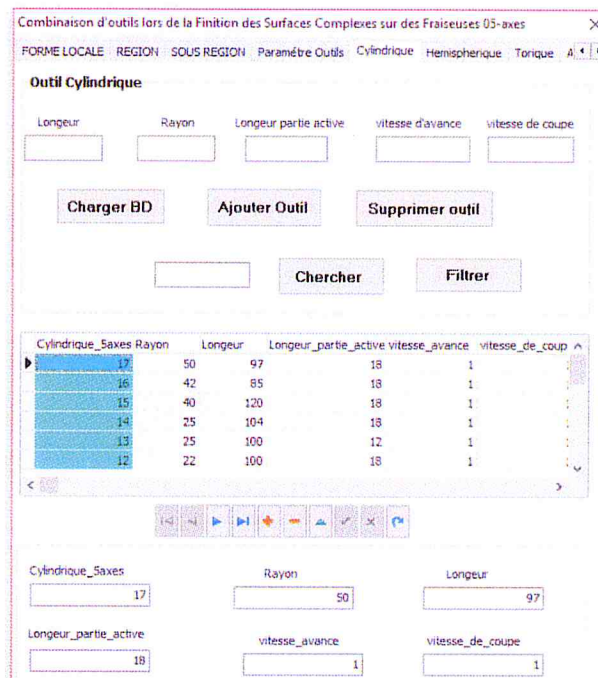 Combinaison d'outils lors de la Finition des Surfaces Complexes sur des Fraiseuses 05-axes
FORME LOCALE REGION SOUS REGION Paramétre Outils Cylindrique Hemispherique Torique
Outil Cylindrique
Longeur Rayon Longeur partie active vitesse d'avance vitesse de coupe
Charger BD Ajouter Outil Supprimer outil
Chercher Filtrer
Cylindrique_5axes Rayon Longeur Longeur_partie_active vitesse_avance vitesse_de_coup
17 50 97 18 1
16 42 85 18 1
15 40 120 18 1
14 25 104 18 1
13 25 100 12 1
12 22 100 18 1
Cylindrique_5axes Rayon Longeur
17 50 97
Longeur_partie_active vitesse_avance vitesse_de_coupe
18 1 1